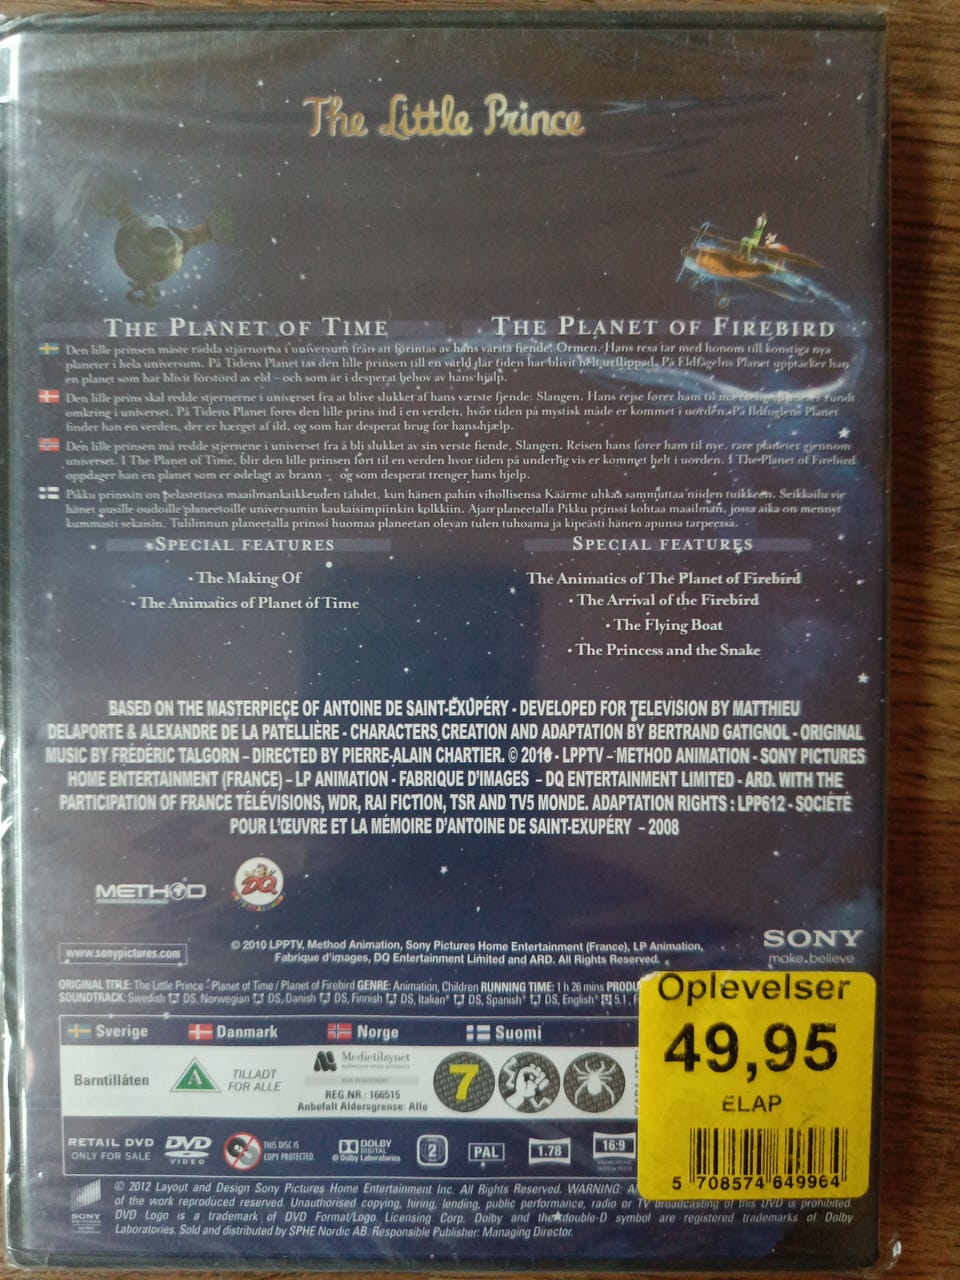 The Little Prince
THE PLANET OF TIME
THE PLANET OF FIREBIRD
Den lille prinsen måste rädda stjärnorna i universum från att förintas av hans värsta fiende, Ormen. Hans resa tar med honom till konstiga nya
planeter i hela universum. På Tidens Planet tas den lille prinsen till en värld där tiden har blivit helt ueflippad. På Eldfågelns Planet upptäcker han
en planet som har blivit förstörd av eld – och som är i desperat behov av hans hjälp.
Den lille prins skal redde stjernerne i universet fra at blive slukket af hans værste fjende: Slangen. Hans rejse fører ham til mærkelige planeter rundt
omkring i universet. På Tidens Planet føres den lille prins ind i en verden, hvor tiden på mystisk måde er kommet i uorden. På Ildfuglens Planet
finder han en verden, der er hærget af ild, og som har desperat brug for hans hjælp.
Den lille prinsen må redde stjernene i universet fra å bli slukket av sin verste fiende, Slangen. Reisen hans fører ham til nye, rare planeter gjennom
universet. I The Planet of Time, blir den lille prinsen ført til en verden hvor tiden på underlig vis er kommet helt i uorden. I The Planet of Firebird
oppdager han en planet som er ødelagt av brann - og som desperat trenger hans hjelp.
Pikku prinssin on pelastettava maailmankaikkeuden tähdet, kun hänen pahin vihollisensa Käärme uhkaa sammuttaa niiden tuikkeen. Seikkailu vie
hänet uusille oudoille planeetoille universumin kaukaisimpiinkin kolkkiin. Ajan planeetalla Pikku prinssi kohtaa maailman, jossa aika on mennyt
kummasti sekaisin. Tulilinnun planeetalla prinssi huomaa planeetan olevan tulen tuhoama ja kipeästi hänen apunsa tarpeessa.
SPECIAL FEATURES
• The Making Of
• The Animatics of Planet of Time
SPECIAL FEATURES
The Animatics of The Planet of Firebird
• The Arrival of the Firebird
• The Flying Boat
• The Princess and the Snake
BASED ON THE MASTERPIECE OF ANTOINE DE SAINT-EXUPÉRY - DEVELOPED FOR TELEVISION BY MATTHIEU
DELAPORTE & ALEXANDRE DE LA PATELLIÈRE - CHARACTERS CREATION AND ADAPTATION BY BERTRAND GATIGNOL - ORIGINAL
MUSIC BY FRÉDÉRIC TALGORN – DIRECTED BY PIERRE-ALAIN CHARTIER. © 2010 - LPPTV – METHOD ANIMATION - SONY PICTURES
HOME ENTERTAINMENT (FRANCE) – LP ANIMATION - FABRIQUE D'IMAGES – DQ ENTERTAINMENT LIMITED - ARD. WITH THE
PARTICIPATION OF FRANCE TÉLÉVISIONS, WDR, RAI FICTION, TSR AND TV5 MONDE. ADAPTATION RIGHTS : LPP612 - SOCIÉTÉ
POUR L'ŒUVRE ET LA MÉMOIRE D'ANTOINE DE SAINT-EXUPÉRY – 2008
METHOD
DQ
www.sonypictures.com
© 2010 LPPTV, Method Animation, Sony Pictures Home Entertainment (France), LP Animation,
Fabrique d'images, DQ Entertainment Limited and ARD. All Rights Reserved.
SONY
make.believe
ORIGINAL TITLE: The Little Prince - Planet of Time / Planet of Firebird GENRE: Animation, Children RUNNING TIME: 1 h 26 mins PRODU
SOUNDTRACK: Swedish DS, Norwegian DS, Danish DS, Finnish DS, Italian* DS, Spanish* DS, English* 5.1, F
Sverige
Danmark
Norge
Suomi
Barntillåten
A
TILLADT
FOR ALLE
Medietilsynet
REG.NR.: 166515
Anbefalt Aldersgrense: Alle
7
RETAIL DVD
ONLY FOR SALE
DVD
VIDEO
THIS DISC IS
COPY PROTECTED.
DOLBY
DIGITAL
Dolby Laboratories
2
PAL
1.78
16:9
Oplevelser
49,95
ELAP
5 708574 649964
SONY
PICTURES
© 2012 Layout and Design Sony Pictures Home Entertainment Inc. All Rights Reserved. WARNING: A
of the work reproduced reserved. Unauthorised copying, hiring, lending, public performance, radio or TV broadcasting of this DVD is prohibited.
DVD Logo is a trademark of DVD Format/Logo Licensing Corp. Dolby and the double-D symbol are registered trademarks of Dolby
Laboratories. Sold and distributed by SPHE Nordic AB. Responsible Publisher: Managing Director.